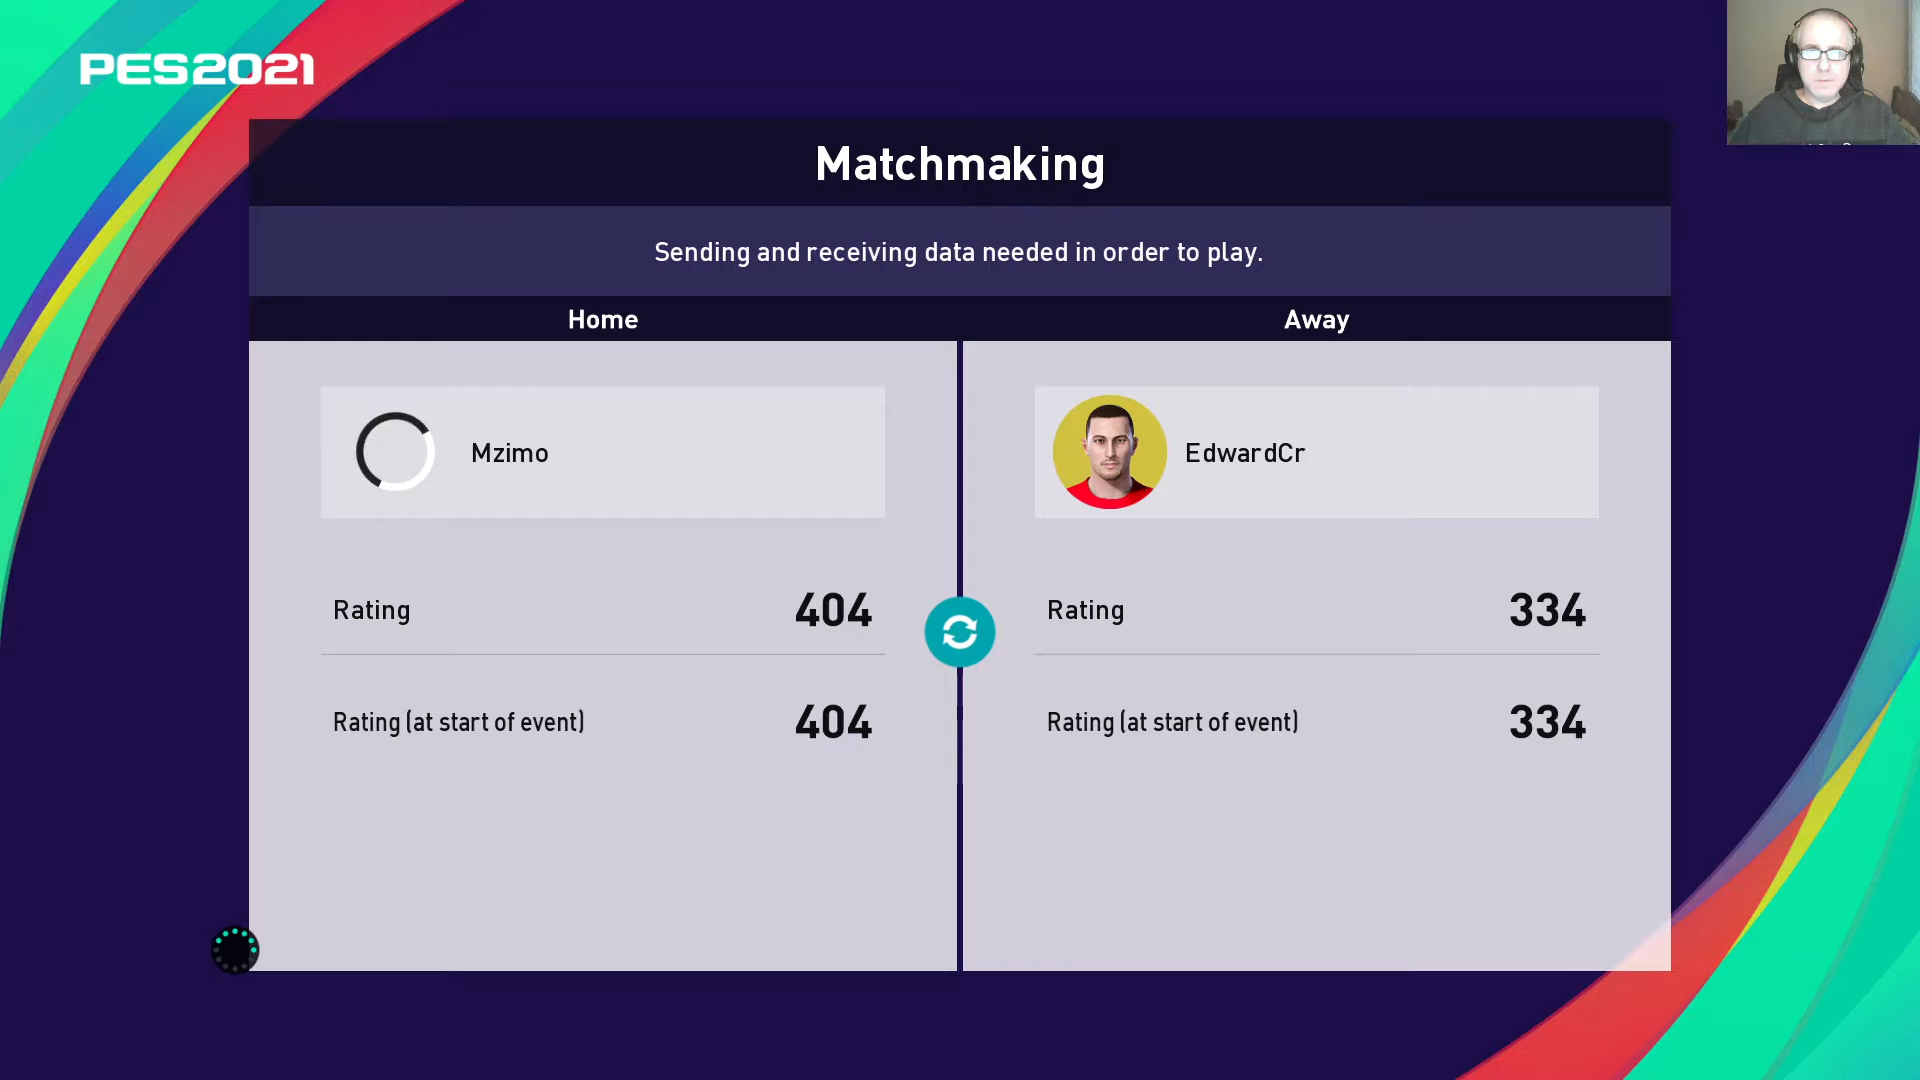 PES2021
Matchmaking
Sending and receiving data needed in order to play.
Home
Away
Mzimo
EdwardCr
Rating 404
Rating 334
Rating (at start of event) 404
Rating (at start of event) 334